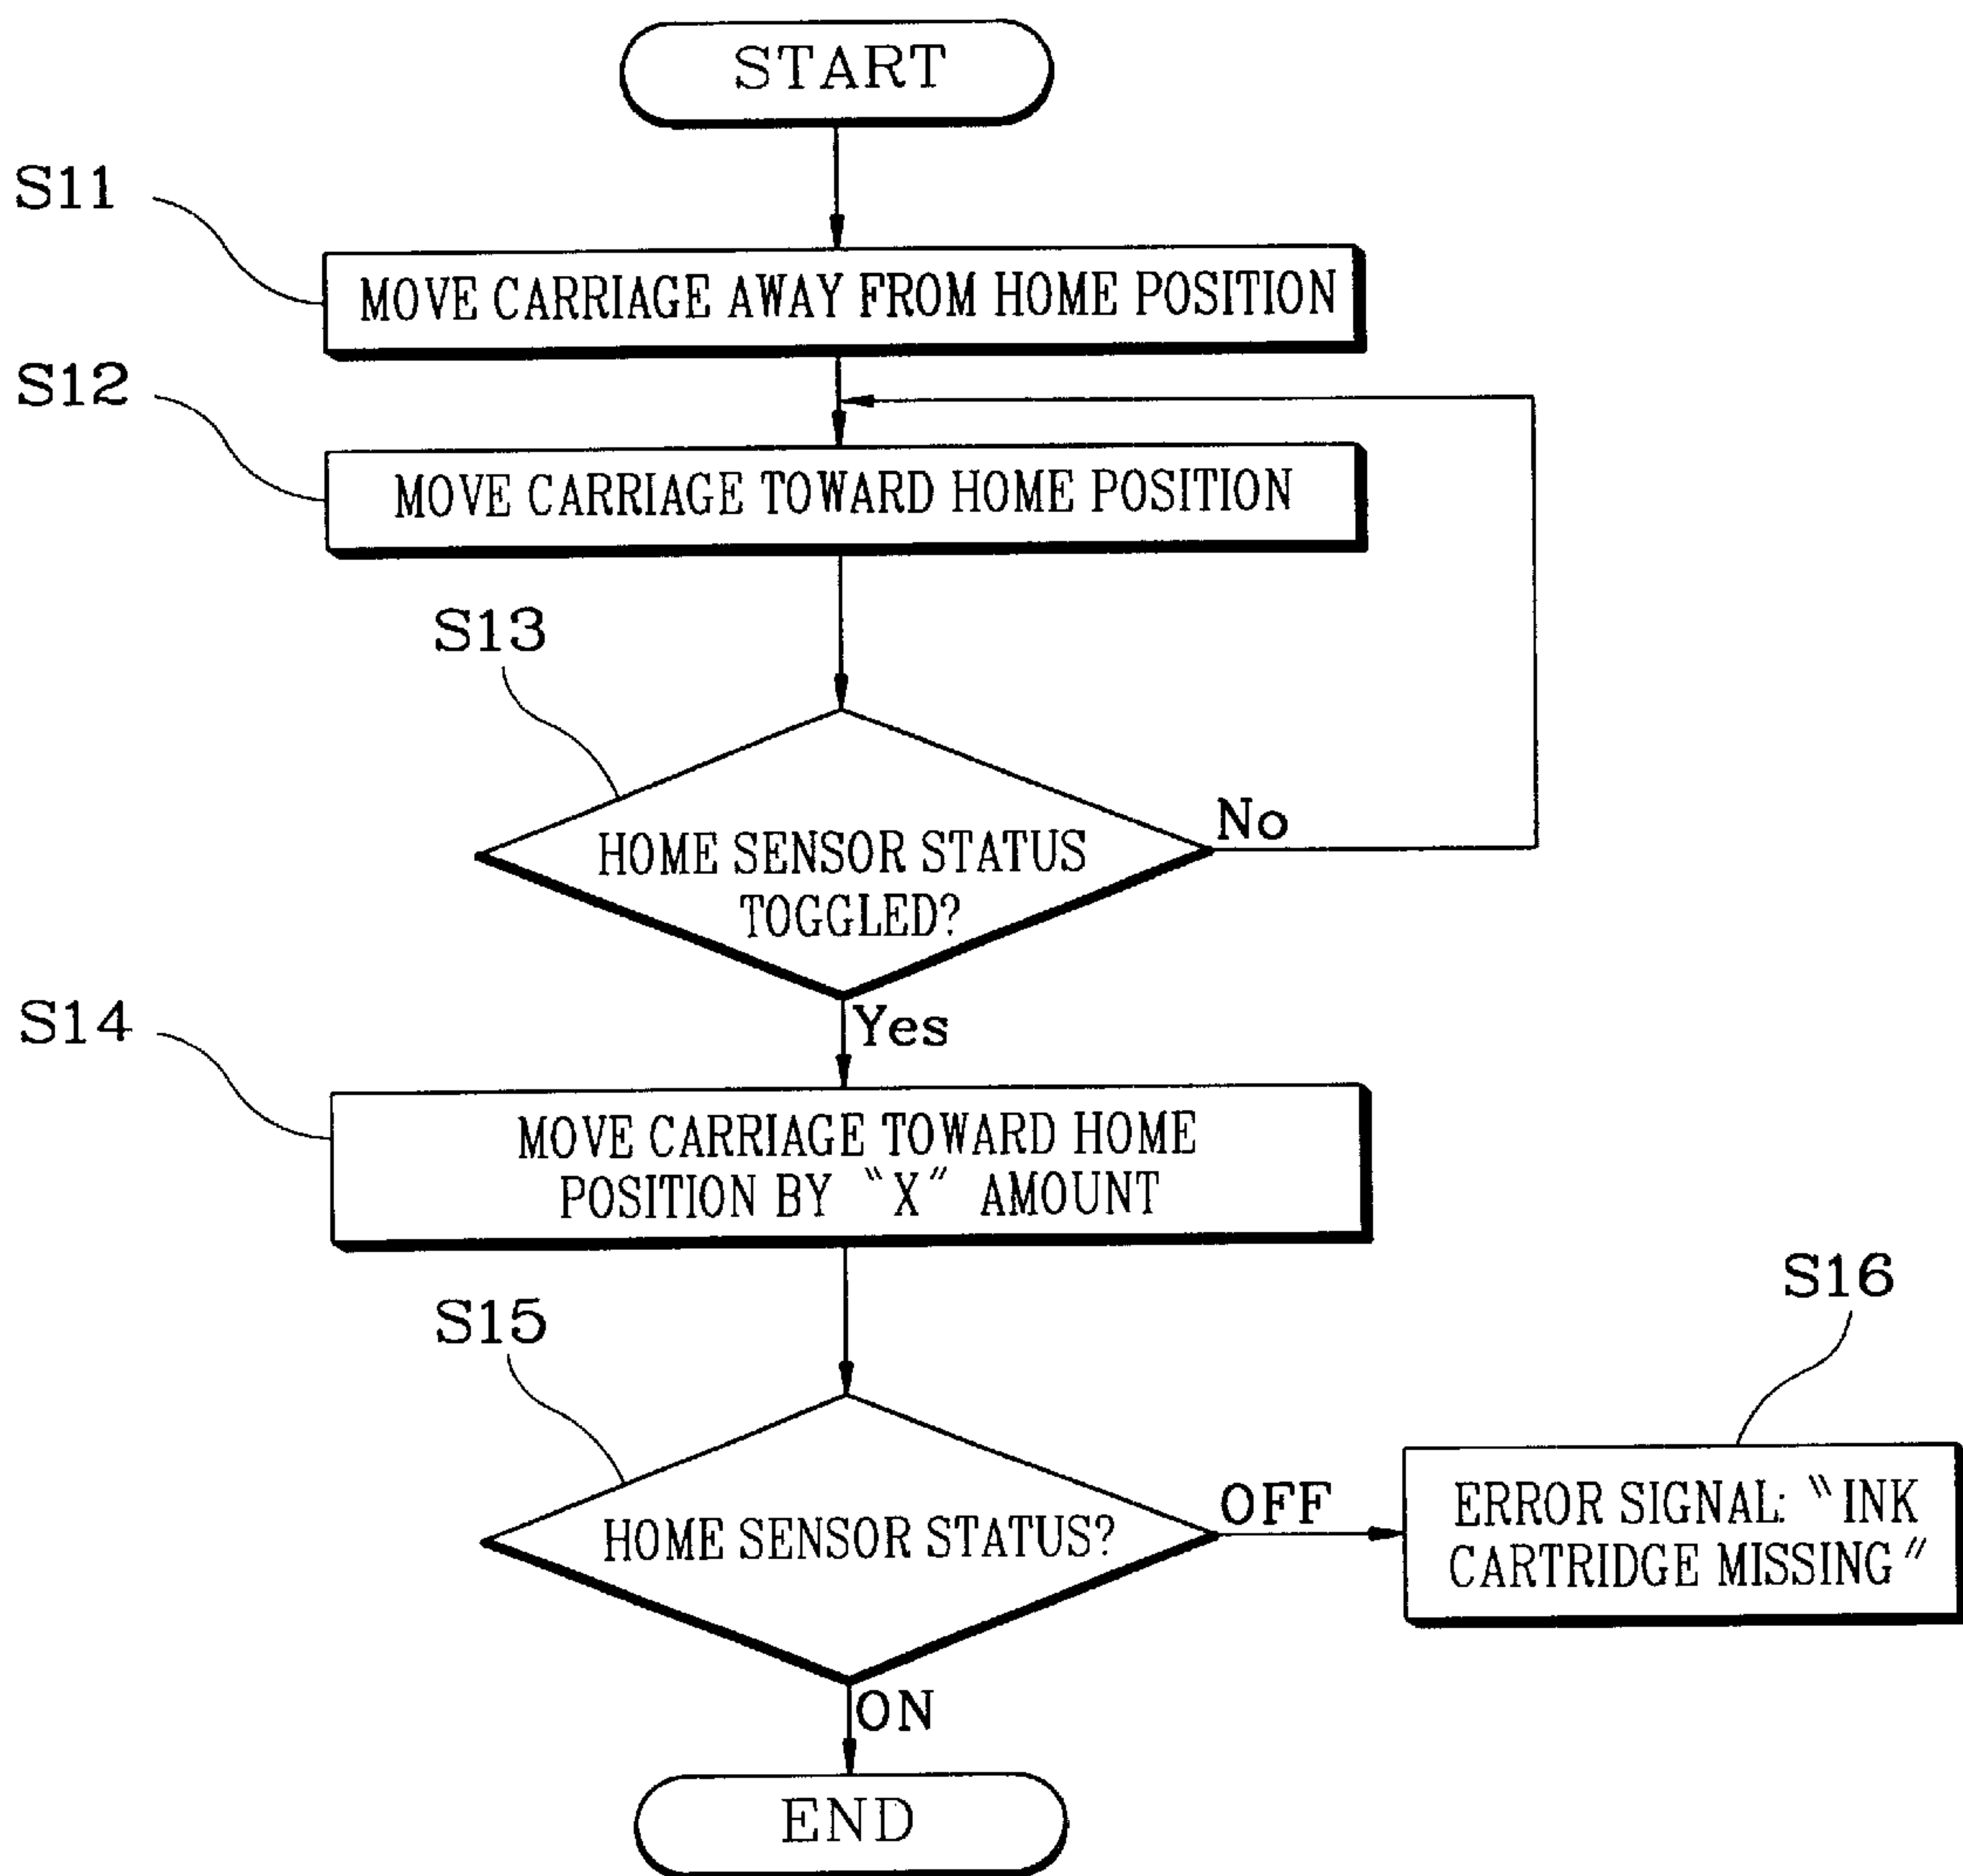 START
S11
MOVE CARRIAGE AWAY FROM HOME POSITION
S12
MOVE CARRIAGE TOWARD HOME POSITION
S13
HOME SENSOR STATUS
TOGGLED?
No
Yes
S14
MOVE CARRIAGE TOWARD HOME
POSITION BY "X" AMOUNT
S15
HOME SENSOR STATUS?
OFF
S16
ERROR SIGNAL: "INK
CARTRIDGE MISSING"
ON
END